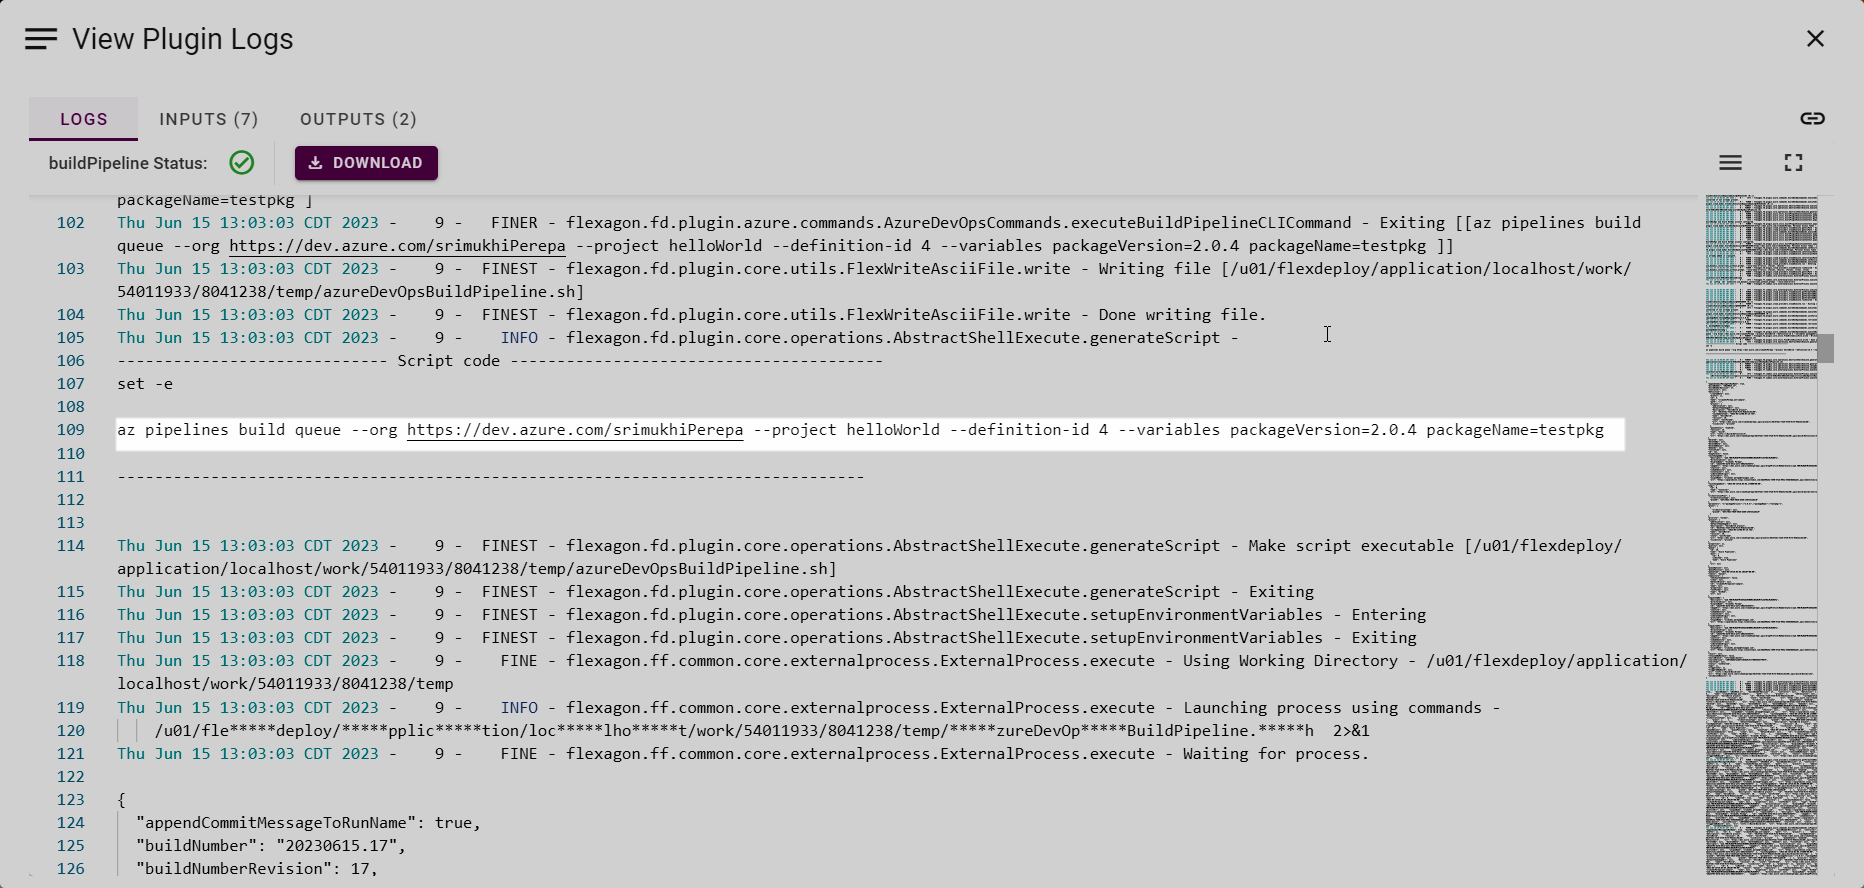 View Plugin Logs
LOGS INPUTS (7) OUTPUTS (2)
buildPipeline Status: DOWNLOAD
packageName=testpkg ]
102 Thu Jun 15 13:03:03 CDT 2023 - 9 - FINER - flexagon.fd.plugin.azure.commands.AzureDevOpsCommands.executeBuildPipelineCLICommand - Exiting [[az pipelines build
queue --org https://dev.azure.com/srimukhiPerepa --project helloWorld --definition-id 4 --variables packageVersion=2.0.4 packageName=testpkg ]]
103 Thu Jun 15 13:03:03 CDT 2023 - 9 - FINEST - flexagon.fd.plugin.core.utils.FlexWriteAsciiFile.write - Writing file [/u01/flexdeploy/application/localhost/work/
54011933/8041238/temp/azureDevOpsBuildPipeline.sh]
104 Thu Jun 15 13:03:03 CDT 2023 - 9 - FINEST - flexagon.fd.plugin.core.utils.FlexWriteAsciiFile.write - Done writing file.
105 Thu Jun 15 13:03:03 CDT 2023 - 9 - INFO - flexagon.fd.plugin.core.operations.AbstractShellExecute.generateScript -
106 ----------------------------- Script code ----------------------------------------
107 set -e
108
109 az pipelines build queue --org https://dev.azure.com/srimukhiPerepa --project helloWorld --definition-id 4 --variables packageVersion=2.0.4 packageName=testpkg
110
111 --------------------------------------------------------------------------------
112
113
114 Thu Jun 15 13:03:03 CDT 2023 - 9 - FINEST - flexagon.fd.plugin.core.operations.AbstractShellExecute.generateScript - Make script executable [/u01/flexdeploy/
application/localhost/work/54011933/8041238/temp/azureDevOpsBuildPipeline.sh]
115 Thu Jun 15 13:03:03 CDT 2023 - 9 - FINEST - flexagon.fd.plugin.core.operations.AbstractShellExecute.generateScript - Exiting
116 Thu Jun 15 13:03:03 CDT 2023 - 9 - FINEST - flexagon.fd.plugin.core.operations.AbstractShellExecute.setupEnvironmentVariables - Entering
117 Thu Jun 15 13:03:03 CDT 2023 - 9 - FINEST - flexagon.fd.plugin.core.operations.AbstractShellExecute.setupEnvironmentVariables - Exiting
118 Thu Jun 15 13:03:03 CDT 2023 - 9 - FINE - flexagon.ff.common.core.externalprocess.ExternalProcess.execute - Using Working Directory - /u01/flexdeploy/application/
localhost/work/54011933/8041238/temp
119 Thu Jun 15 13:03:03 CDT 2023 - 9 - INFO - flexagon.ff.common.core.externalprocess.ExternalProcess.execute - Launching process using commands -
120 /u01/fle*****deploy/*****pplic*****tion/loc*****lho*****t/work/54011933/8041238/temp/*****zureDevOp*****BuildPipeline.*****h 2>&1
121 Thu Jun 15 13:03:03 CDT 2023 - 9 - FINE - flexagon.ff.common.core.externalprocess.ExternalProcess.execute - Waiting for process.
122
123 {
124 "appendCommitMessageToRunName": true,
125 "buildNumber": "20230615.17",
126 "buildNumberRevision": 17,